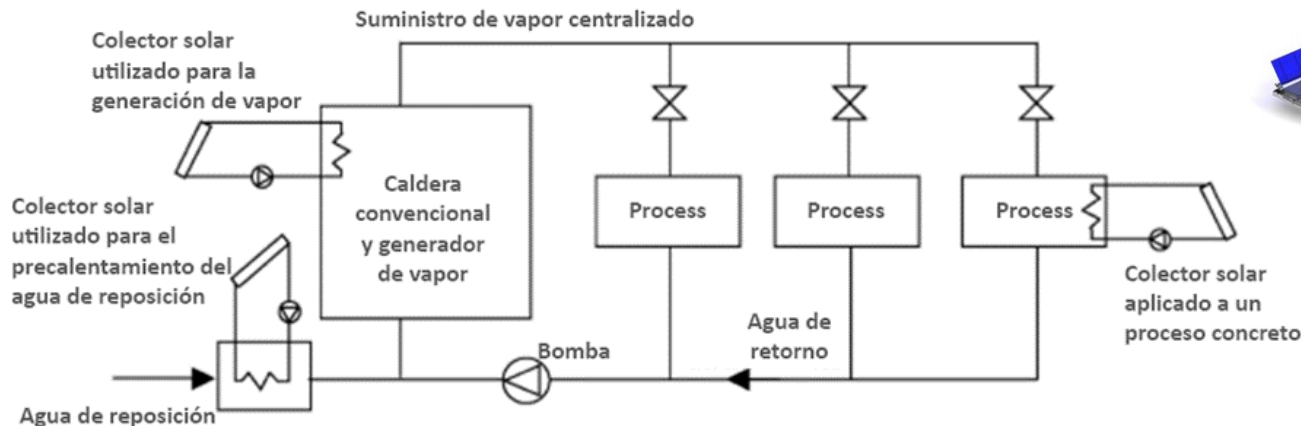 Suministro de vapor centralizado
Colector solar
utilizado para la
generación de vapor
Caldera
convencional
y generador
de vapor
Process
Process
Process
Colector solar
utilizado para el
precalentamiento del
agua de reposición
Colector solar
aplicado a un
proceso concreto
Agua de
retorno
Bomba
Agua de reposición